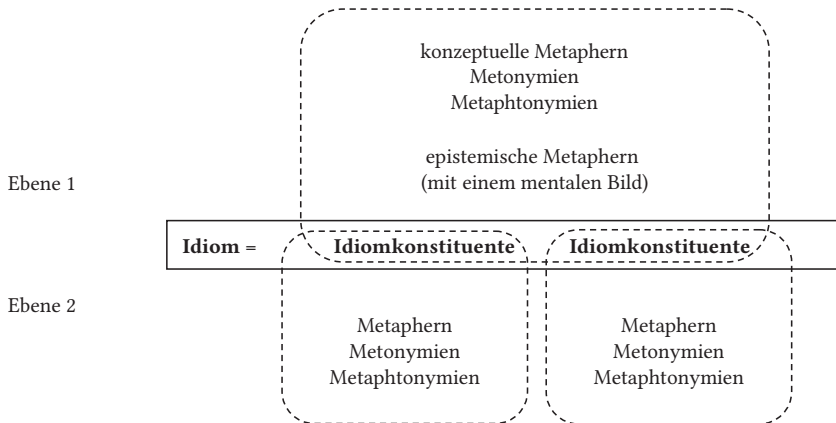 konzeptuelle Metaphern
Metonymien
Metaphtonymien
epistemische Metaphern
Ebene 1
(mit einem mentalen Bild)
Idiom = Idiomkonstituente Idiomkonstituente
Ebene 2
Metaphern Metaphern
Metonymien Metonymien
Metaphtonymien Metaphtonymien